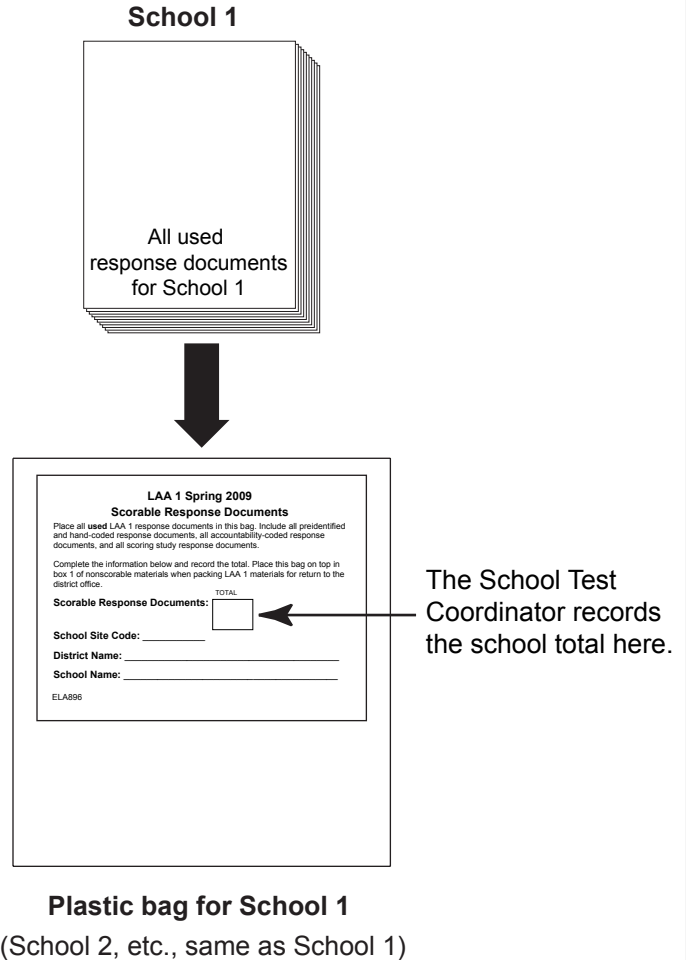 School 1
All used
response documents
for School 1
LAA 1 Spring 2009
Scorable Response Documents
Place all used LAA 1 response documents in this bag. Include all preidentified
and hand-coded response documents, all accountability-coded response
documents, and all scoring study response documents.
Complete the information below and record the total. Place this bag on top in
box 1 of nonscorable materials when packing LAA 1 materials for return to the
district office.
TOTAL
Scorable Response Documents:
The School Test
Coordinator records
the school total here.
School Site Code: ___________
District Name: ______________________________________
School Name: ______________________________________
ELA896
Plastic bag for School 1
(School 2, etc., same as School 1)